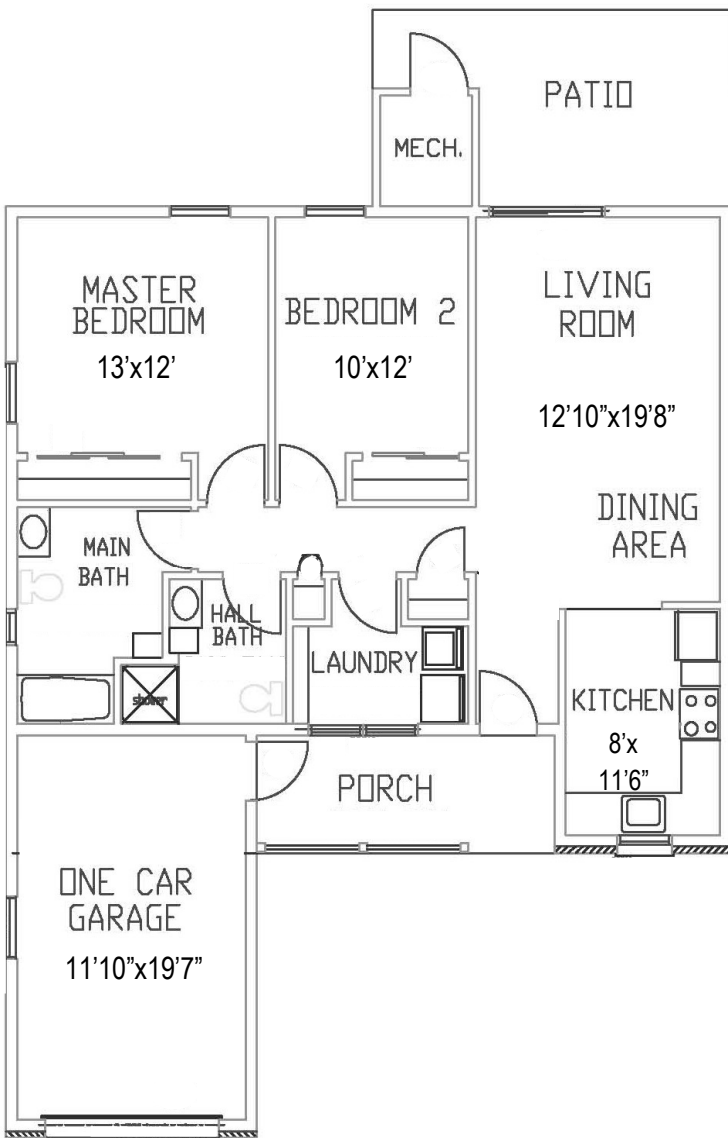 PATIO
MECH.
MASTER
BEDROOM
13’x12’
BEDROOM 2
10’x12’
LIVING
ROOM
12’10”x19’8”
DINING
AREA
MAIN
BATH
HALL
BATH
LAUNDRY
shower
KITCHEN
8’x
11’6”
PORCH
ONE CAR
GARAGE
11’10”x19’7”